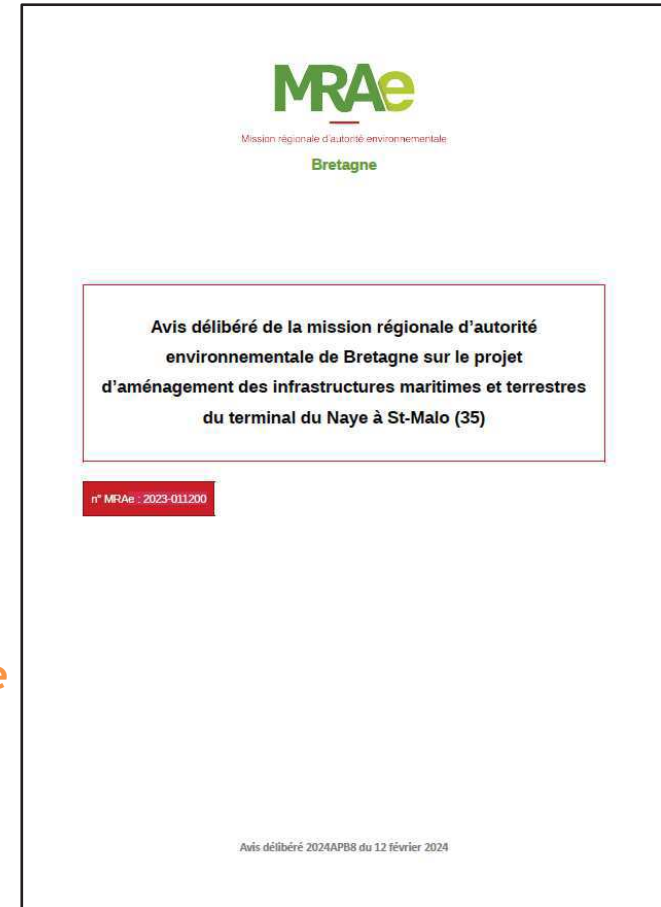 MRAe
Mission régionale d'autorité environnementale
Bretagne
Avis délibéré de la mission régionale d'autorité
environnementale de Bretagne sur le projet
d'aménagement des infrastructures maritimes et terrestres
du terminal du Naye à St-Malo (35)
n° MRAe : 2023-011200
e
Avis délibéré 2024APB8 du 12 février 2024